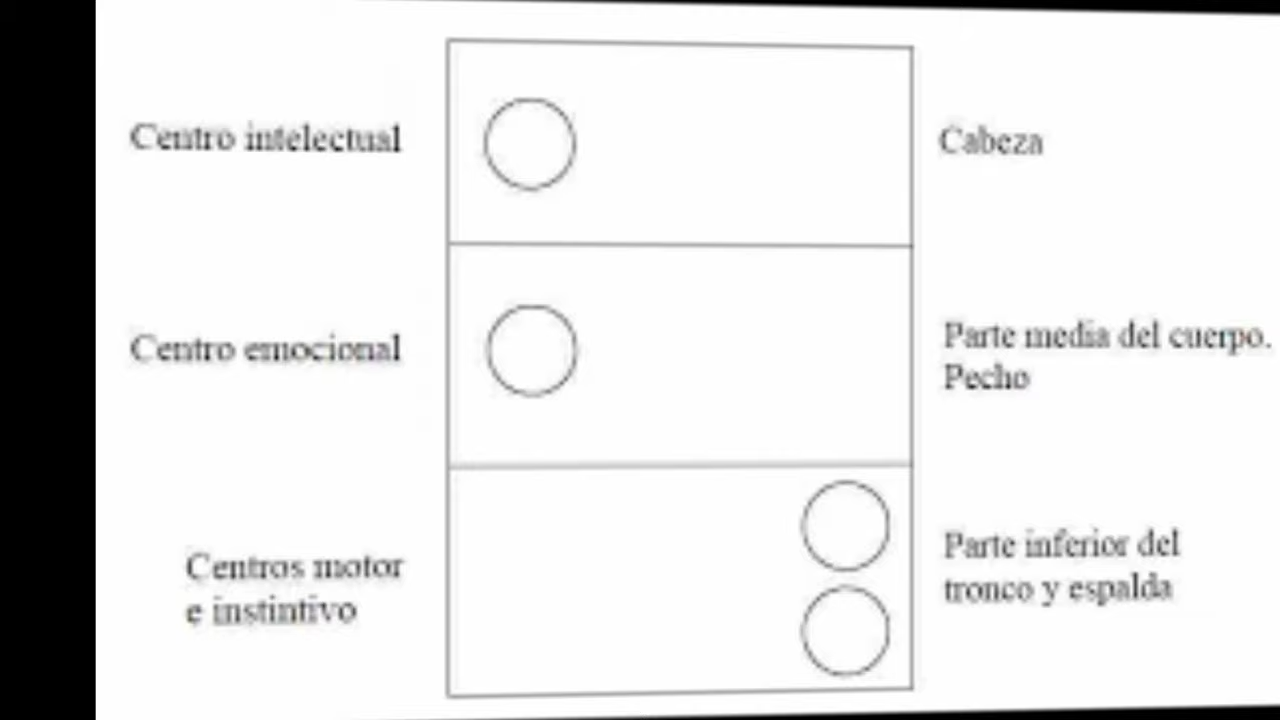 Centro intelectual
Cabeza
Centro emocional
Parte media del cuerpo.
Pecho
Centros motor
e instintivo
Parte inferior del
tronco y espalda